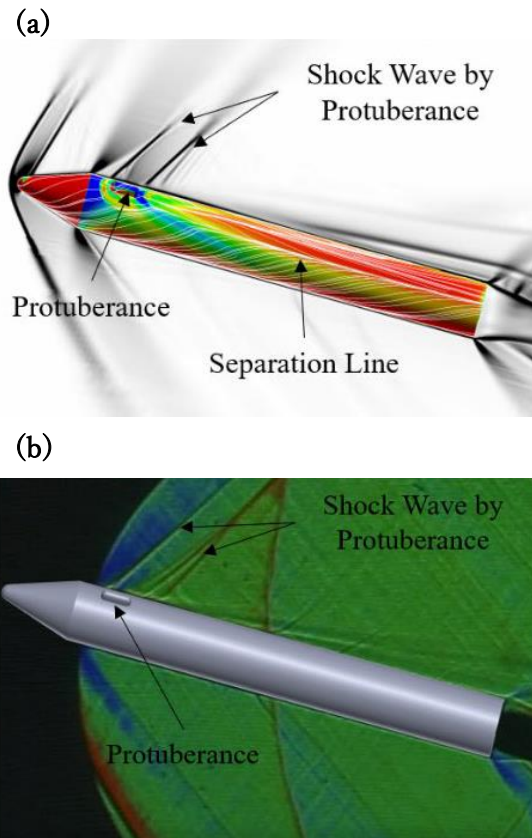 (a)
Shock Wave by
Protuberance
Protuberance
Separation Line
(b)
Shock Wave by
Protuberance
Protuberance